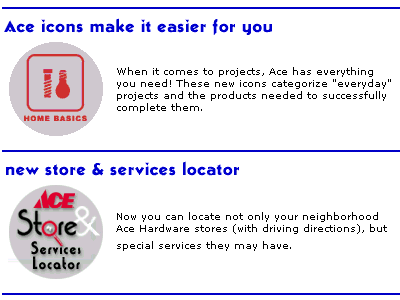 Ace icons make it easier for you
HOME BASICS
When it comes to projects, Ace has everything
you need! These new icons categorize "everyday"
projects and the products needed to successfully
complete them.
new store & services locator
ACE
Store &
Services
Locator
Now you can locate not only your neighborhood
Ace Hardware stores (with driving directions), but
special services they may have.